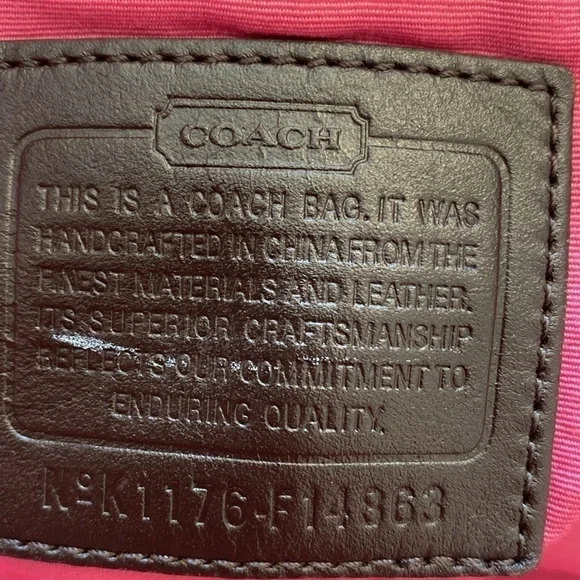 COACH
THIS IS A COACH BAG. IT WAS
HANDCRAFTED IN CHINA FROM THE
FINEST MATERIALS AND LEATHER.
ITS SUPERIOR CRAFTSMANSHIP
REFLECTS OUR COMMITMENT TO
ENDURING QUALITY.
Nº K1176-F14863